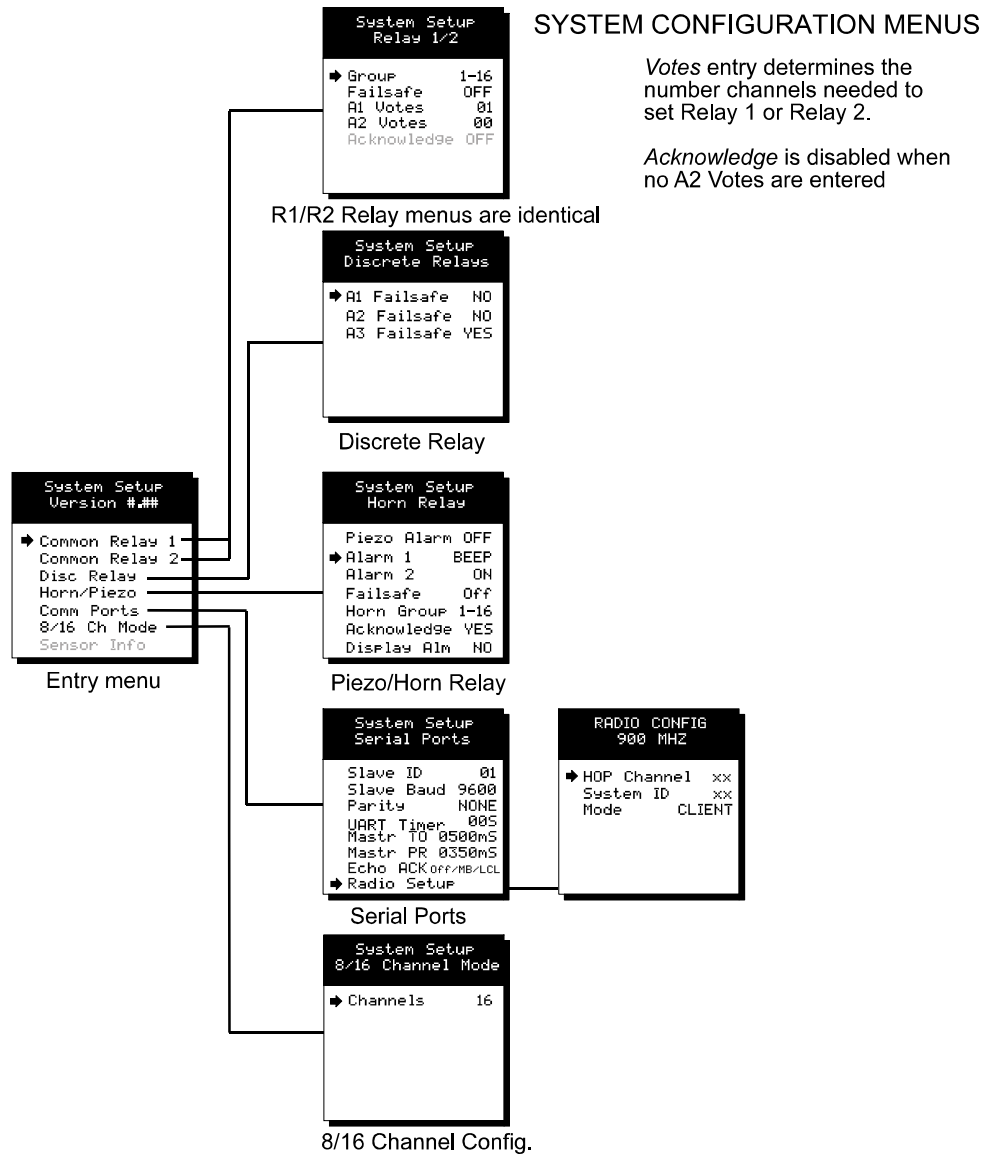 SYSTEM CONFIGURATION MENUS
Votes entry determines the
number channels needed to
set Relay 1 or Relay 2.
Acknowledge is disabled when
no A2 Votes are entered
System Setup
Relay 1/2
Group 1-16
Failsafe OFF
A1 Votes 01
A2 Votes 00
Acknowledge OFF
R1/R2 Relay menus are identical
System Setup
Discrete Relays
A1 Failsafe NO
A2 Failsafe NO
A3 Failsafe YES
Discrete Relay
System Setup
Version #.##
Common Relay 1
Common Relay 2
Disc Relay
Horn/Piezo
Comm Ports
8/16 Ch Mode
Sensor Info
Entry menu
System Setup
Horn Relay
Piezo Alarm OFF
Alarm 1 BEEP
Alarm 2 ON
Failsafe Off
Horn Group 1-16
Acknowledge YES
Display Alm NO
Piezo/Horn Relay
System Setup
Serial Ports
Slave ID 01
Slave Baud 9600
Parity NONE
UART Timer 00S
Mastr TO 0500mS
Mastr PR 0350mS
Echo ACK Off/MB/LCL
Radio Setup
Serial Ports
RADIO CONFIG
900 MHZ
HOP Channel xx
System ID xx
Mode CLIENT
System Setup
8/16 Channel Mode
Channels 16
8/16 Channel Config.